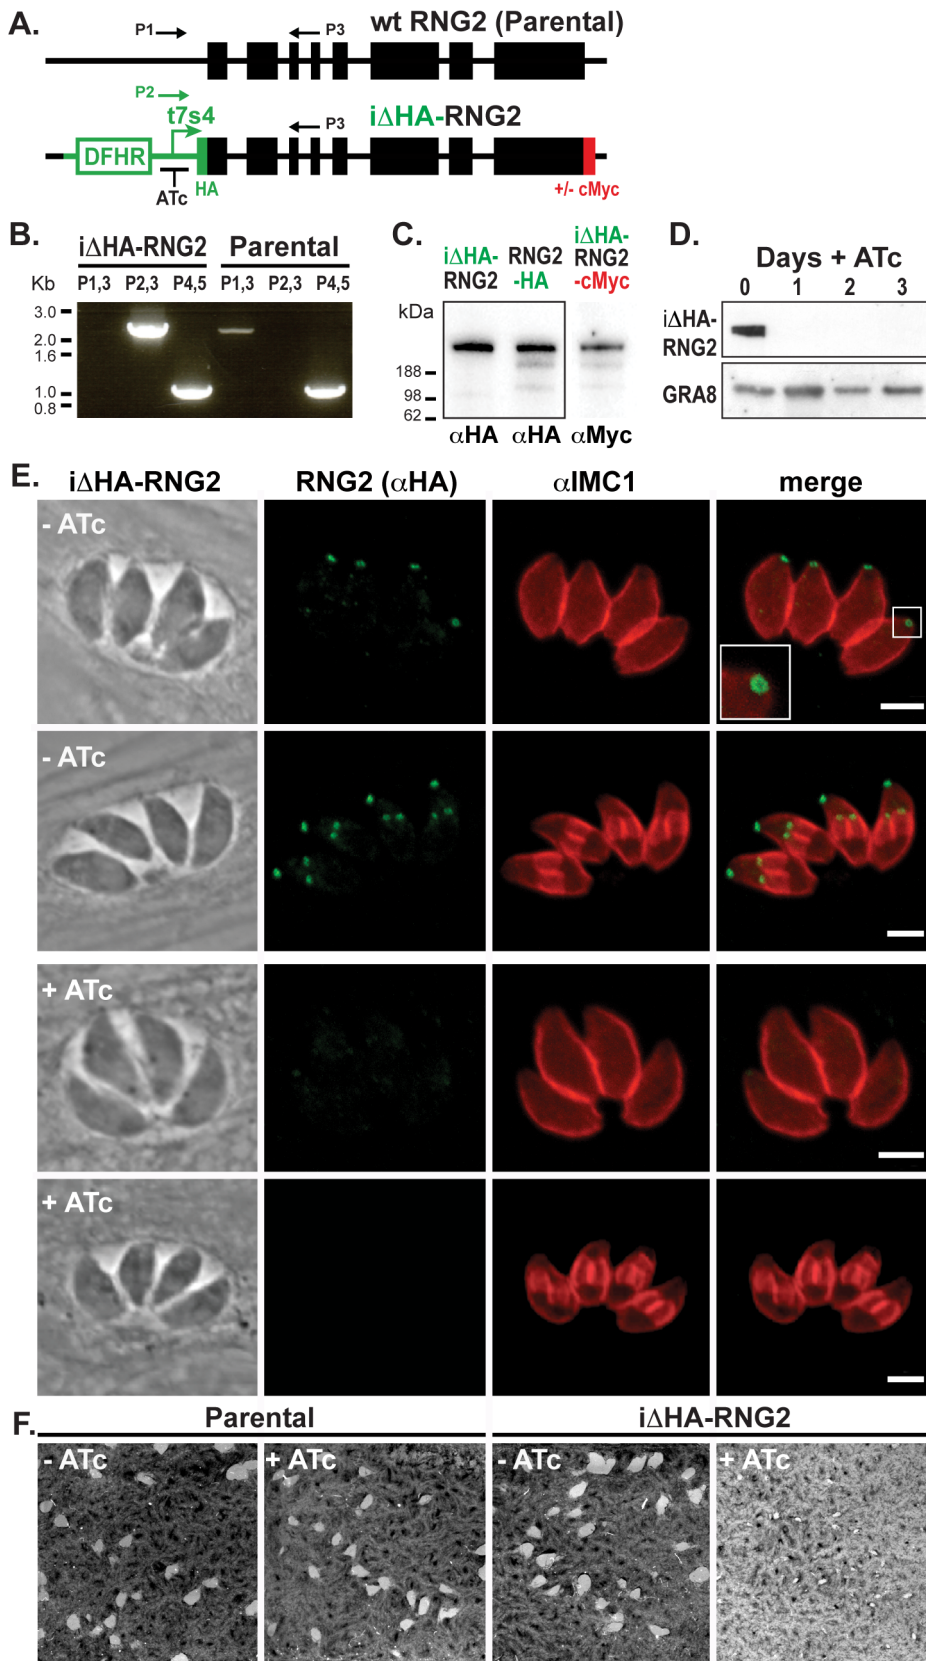 A.
wt RNG2 (Parental)
P1 P3
P2
t7s4
iΔHA-RNG2
P3
DFHR
ATc
HA
+/- cMyc
B.
iΔHA-RNG2 Parental
Kb P1,3 P2,3 P4,5 P1,3 P2,3 P4,5
3.0
2.0
1.6
1.0
0.8
C.
iΔHA-RNG2 RNG2-HA iΔHA-RNG2-cMyc
kDa
188
98
62
αHA αHA αMyc
D.
Days + ATc
0 1 2 3
iΔHA-
RNG2
GRA8
E.
iΔHA-RNG2 RNG2 (αHA) αIMC1 merge
- ATc
- ATc
+ ATc
+ ATc
F.
Parental iΔHA-RNG2
- ATc + ATc - ATc + ATc